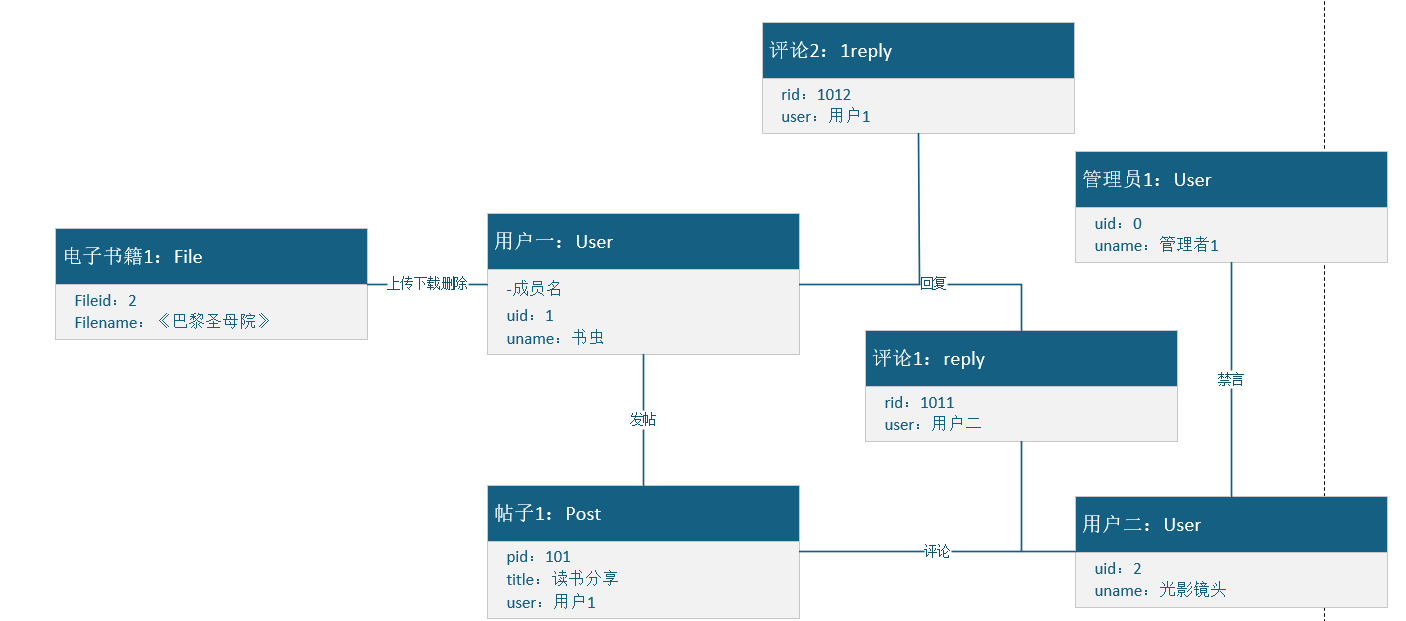 评论2：1reply
rid：1012
user：用户1
管理员1：User
uid：0
uname：管理者1
电子书籍1：File
Fileid：2
Filename：《巴黎圣母院》
上传下载删除
用户一：User
-成员名
uid：1
uname：书虫
回复
评论1：reply
rid：1011
user：用户二
禁言
发帖
帖子1：Post
pid：101
title：读书分享
user：用户1
评论
用户二：User
uid：2
uname：光影镜头